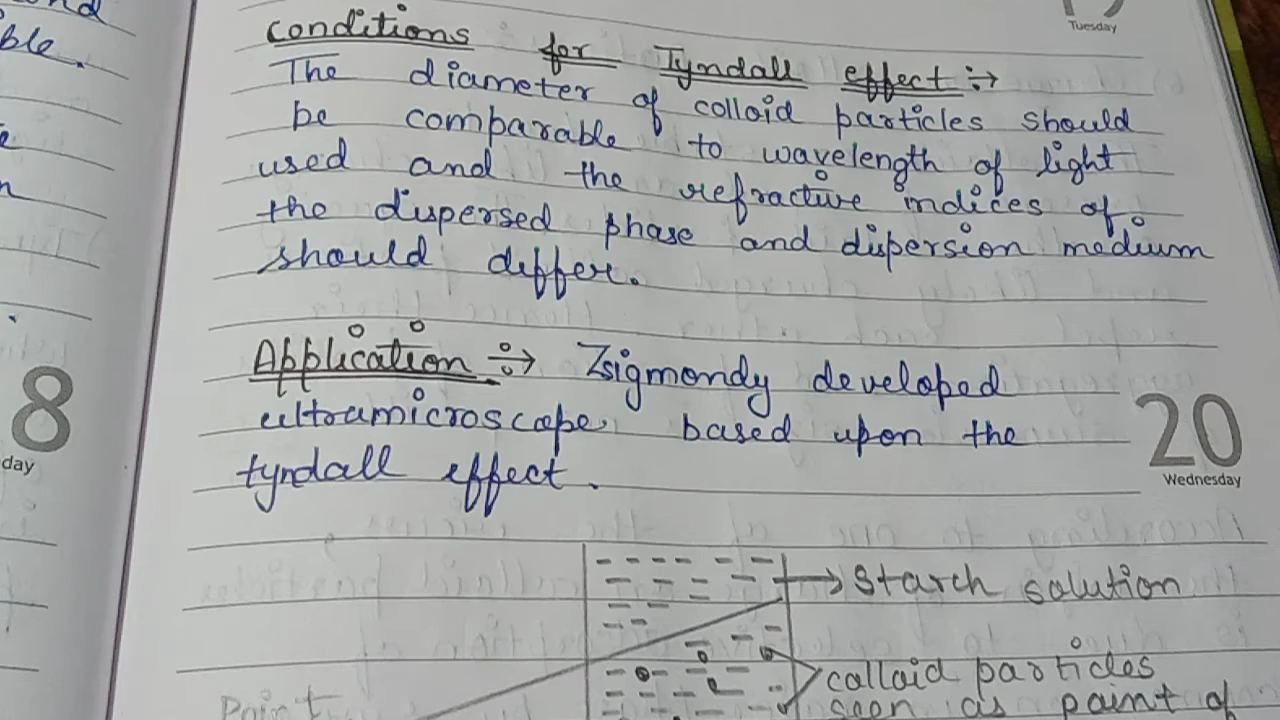 ble.
Tuesday
Conditions for Tyndall effect :→
The diameter of colloid particles should
be comparable to wavelength of light
used and the refractive indices of
the dispersed phase and dispersion medium
should differ.
Application :→ Zsigmondy developed
ultramicroscope, based upon the
tyndall effect.
8
day
20
Wednesday
→ Starch solution
colloid particles
seen as point of
Point